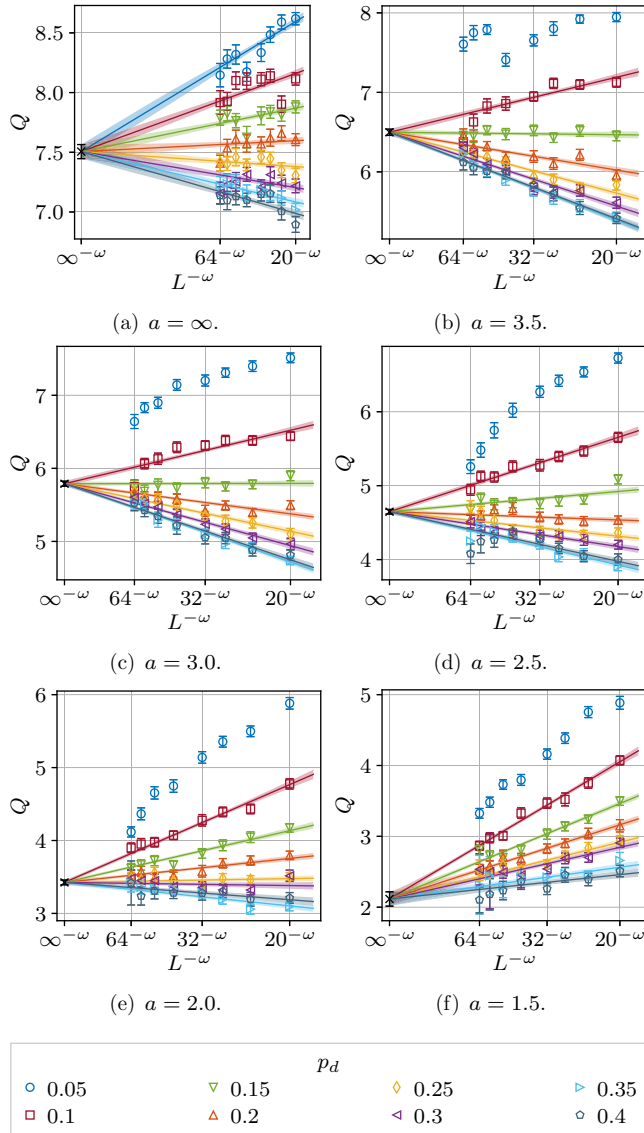 8.5
8.0
7.5
7.0
Q
∞^{−ω} 64^{−ω} 20^{−ω}
L^{−ω}
(a) a = ∞.
8
7
6
Q
∞^{−ω} 64^{−ω} 32^{−ω} 20^{−ω}
L^{−ω}
(b) a = 3.5.
7
6
5
Q
∞^{−ω} 64^{−ω} 32^{−ω} 20^{−ω}
L^{−ω}
(c) a = 3.0.
6
5
4
Q
∞^{−ω} 64^{−ω} 32^{−ω} 20^{−ω}
L^{−ω}
(d) a = 2.5.
6
5
4
3
Q
∞^{−ω} 64^{−ω} 32^{−ω} 20^{−ω}
L^{−ω}
(e) a = 2.0.
5
4
3
2
Q
∞^{−ω} 64^{−ω} 32^{−ω} 20^{−ω}
L^{−ω}
(f) a = 1.5.
p_d
0.05 0.15 0.25 0.35
0.1 0.2 0.3 0.4